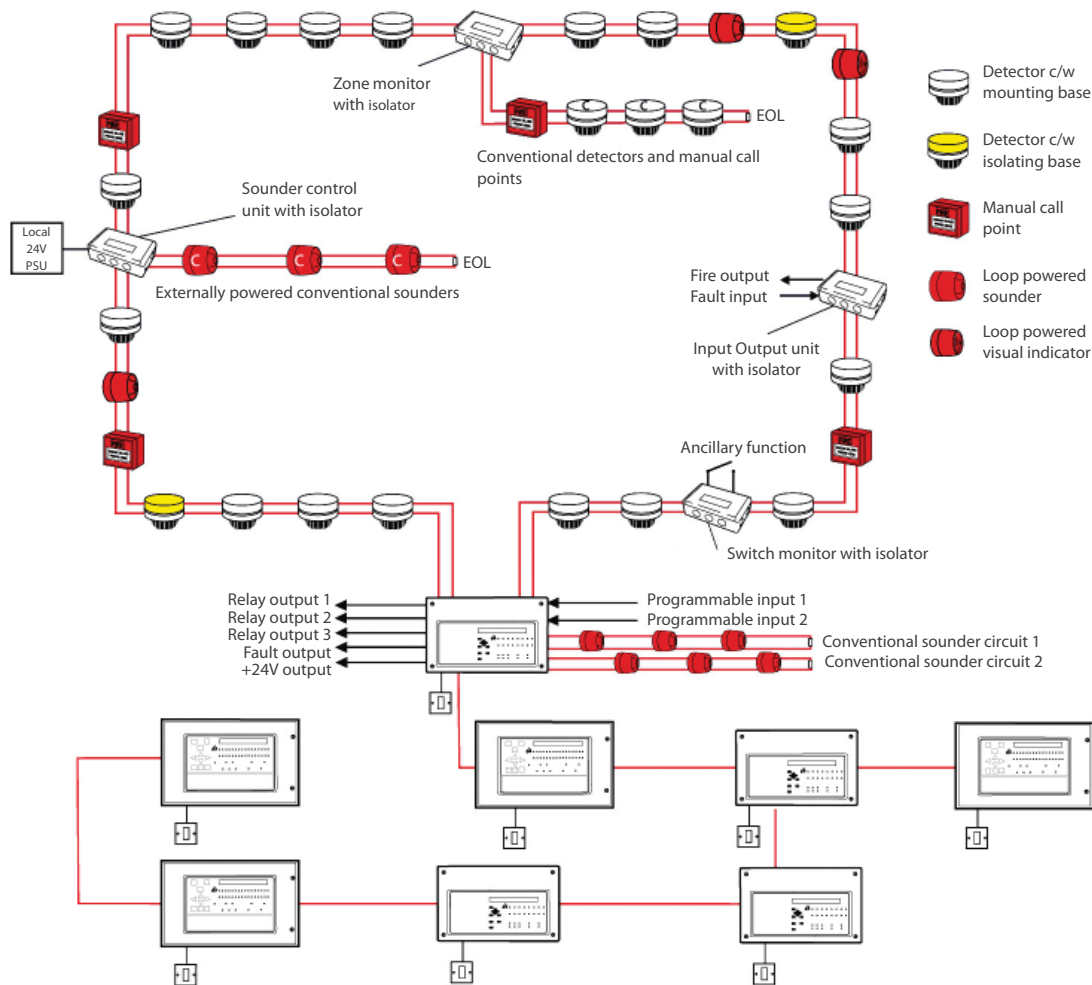 Zone monitor
with isolator
EOL
Conventional detectors and manual call
points
Detector c/w
mounting base
Detector c/w
isolating base
Manual call
point
Loop powered
sounder
Loop powered
visual indicator
Sounder control
unit with isolator
Local
24V
PSU
C
C
C
EOL
Externally powered conventional sounders
Fire output
Fault input
Input Output unit
with isolator
Ancillary function
Switch monitor with isolator
Relay output 1
Relay output 2
Relay output 3
Fault output
+24V output
Programmable input 1
Programmable input 2
Conventional sounder circuit 1
Conventional sounder circuit 2